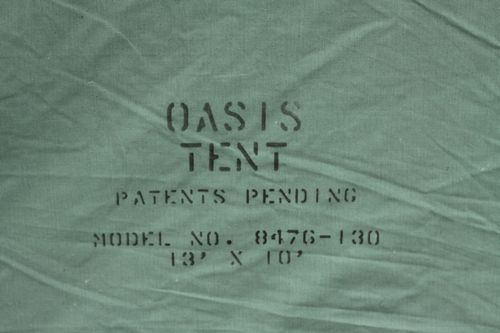 OASIS
TENT
PATENTS PENDING
MODEL NO. 8476-130
13' X 10'